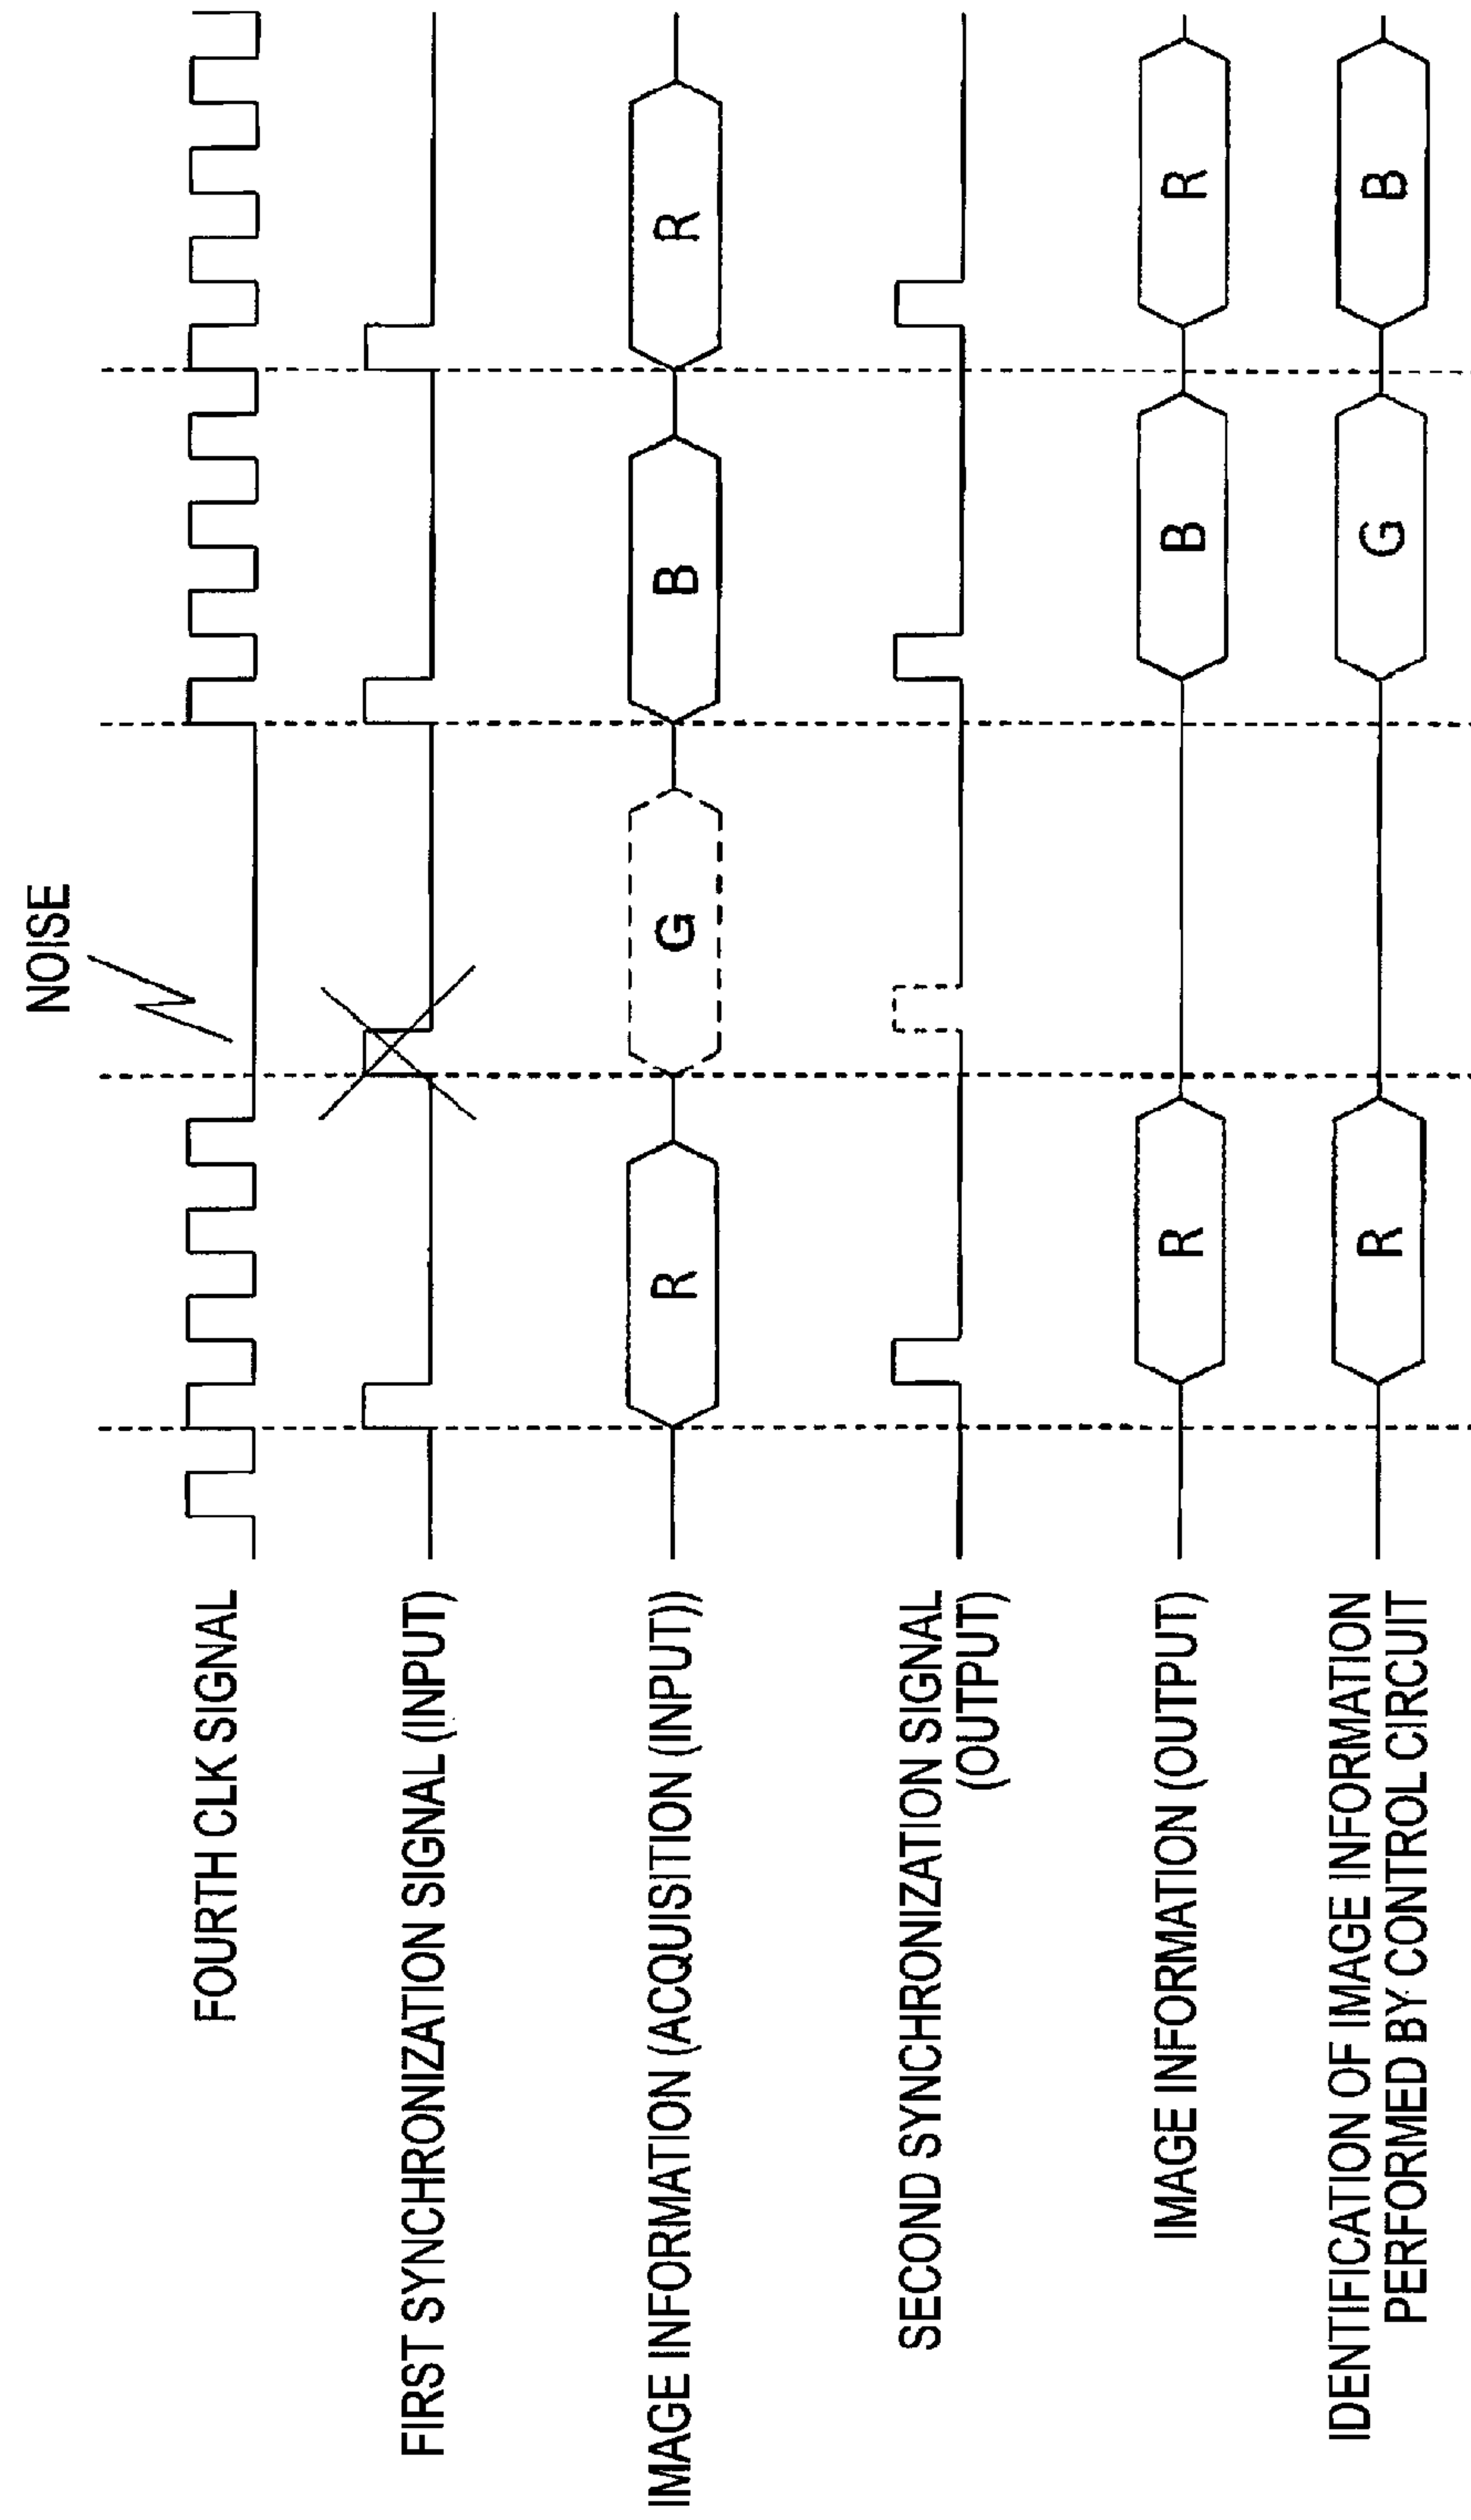 NOISE
FOURTH CLK SIGNAL
FIRST SYNCHRONIZATION SIGNAL (INPUT)
IMAGE INFORMATION (ACQUISITION (INPUT))
R
G
B
R
SECOND SYNCHRONIZATION SIGNAL
(OUTPUT)
IMAGE INFORMATION (OUTPUT)
R
B
R
IDENTIFICATION OF IMAGE INFORMATION
PERFORMED BY CONTROL CIRCUIT
R
G
B